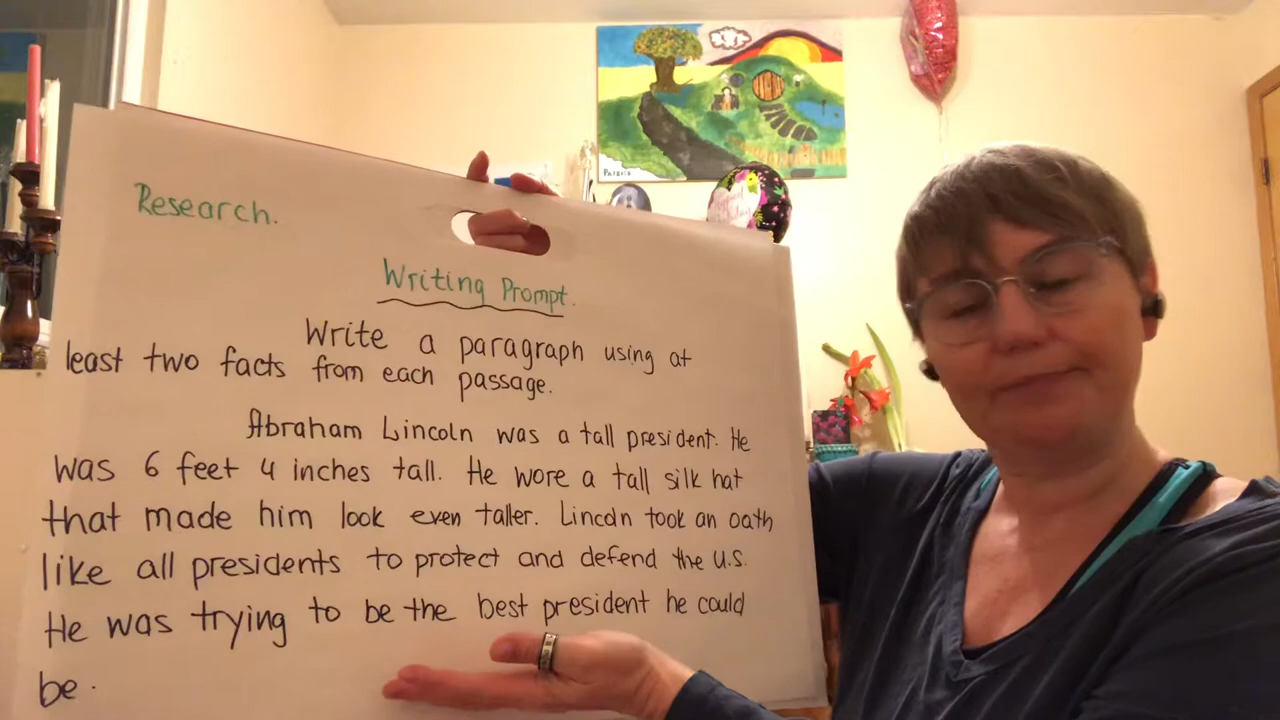 Research.
Writing Prompt.
Write a paragraph using at
least two facts from each passage.
Abraham Lincoln was a tall president. He
was 6 feet 4 inches tall. He wore a tall silk hat
that made him look even taller. Lincoln took an oath
like all presidents to protect and defend the U.S.
He was trying to be the best president he could
be.